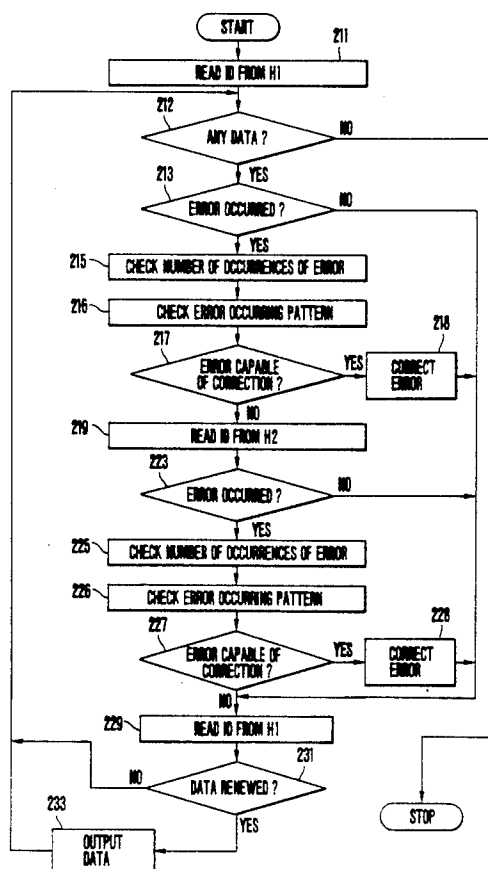 START
211
READ ID FROM H1
212
ANY DATA ?
NO
YES
213
ERROR OCCURRED ?
NO
YES
215
CHECK NUMBER OF OCCURRENCES OF ERROR
216
CHECK ERROR OCCURING PATTERN
217
ERROR CAPABLE
OF CONNECTION ?
YES
218
CORRECT
ERROR
NO
219
READ ID FROM H2
223
ERROR OCCURRED ?
NO
YES
225
CHECK NUMBER OF OCCURRENCES OF ERROR
226
CHECK ERROR OCCURRING PATTERN
227
ERROR CAPABLE OF
CONNECTION ?
YES
228
CORRECT
ERROR
NO
229
READ ID FROM H1
231
DATA RENEWED ?
NO
YES
233
OUTPUT
DATA
STOP